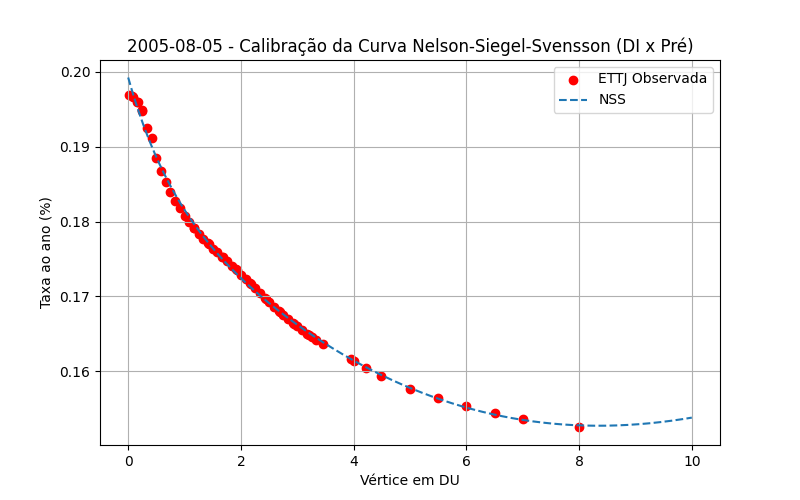 2005-08-05 - Calibração da Curva Nelson-Siegel-Svensson (DI x Pré)
ETTJ Observada
NSS
Taxa ao ano (%)
0.20
0.19
0.18
0.17
0.16
0 2 4 6 8 10
Vértice em DU